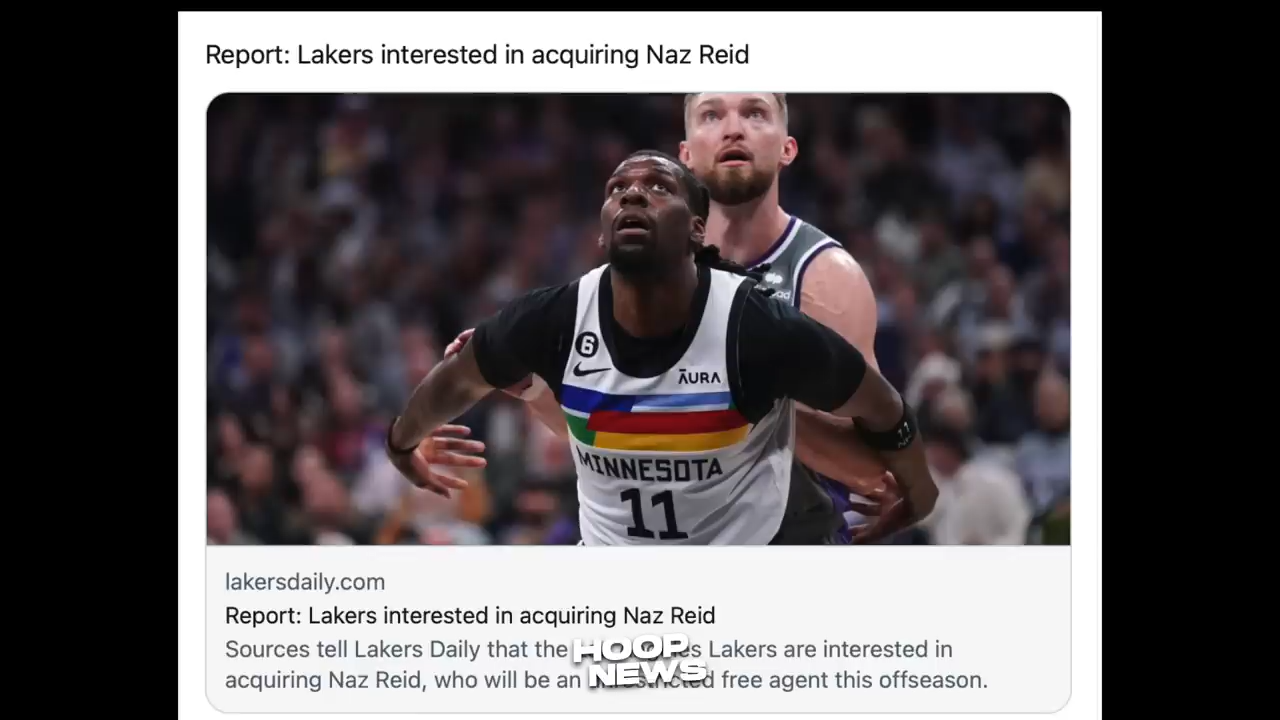 Report: Lakers interested in acquiring Naz Reid
6
ĀURA
MINNESOTA
11
11
lakersdaily.com
Report: Lakers interested in acquiring Naz Reid
Sources tell Lakers Daily that the Lakers are interested in
acquiring Naz Reid, who will be an free agent this offseason.
HOOP
NEWS